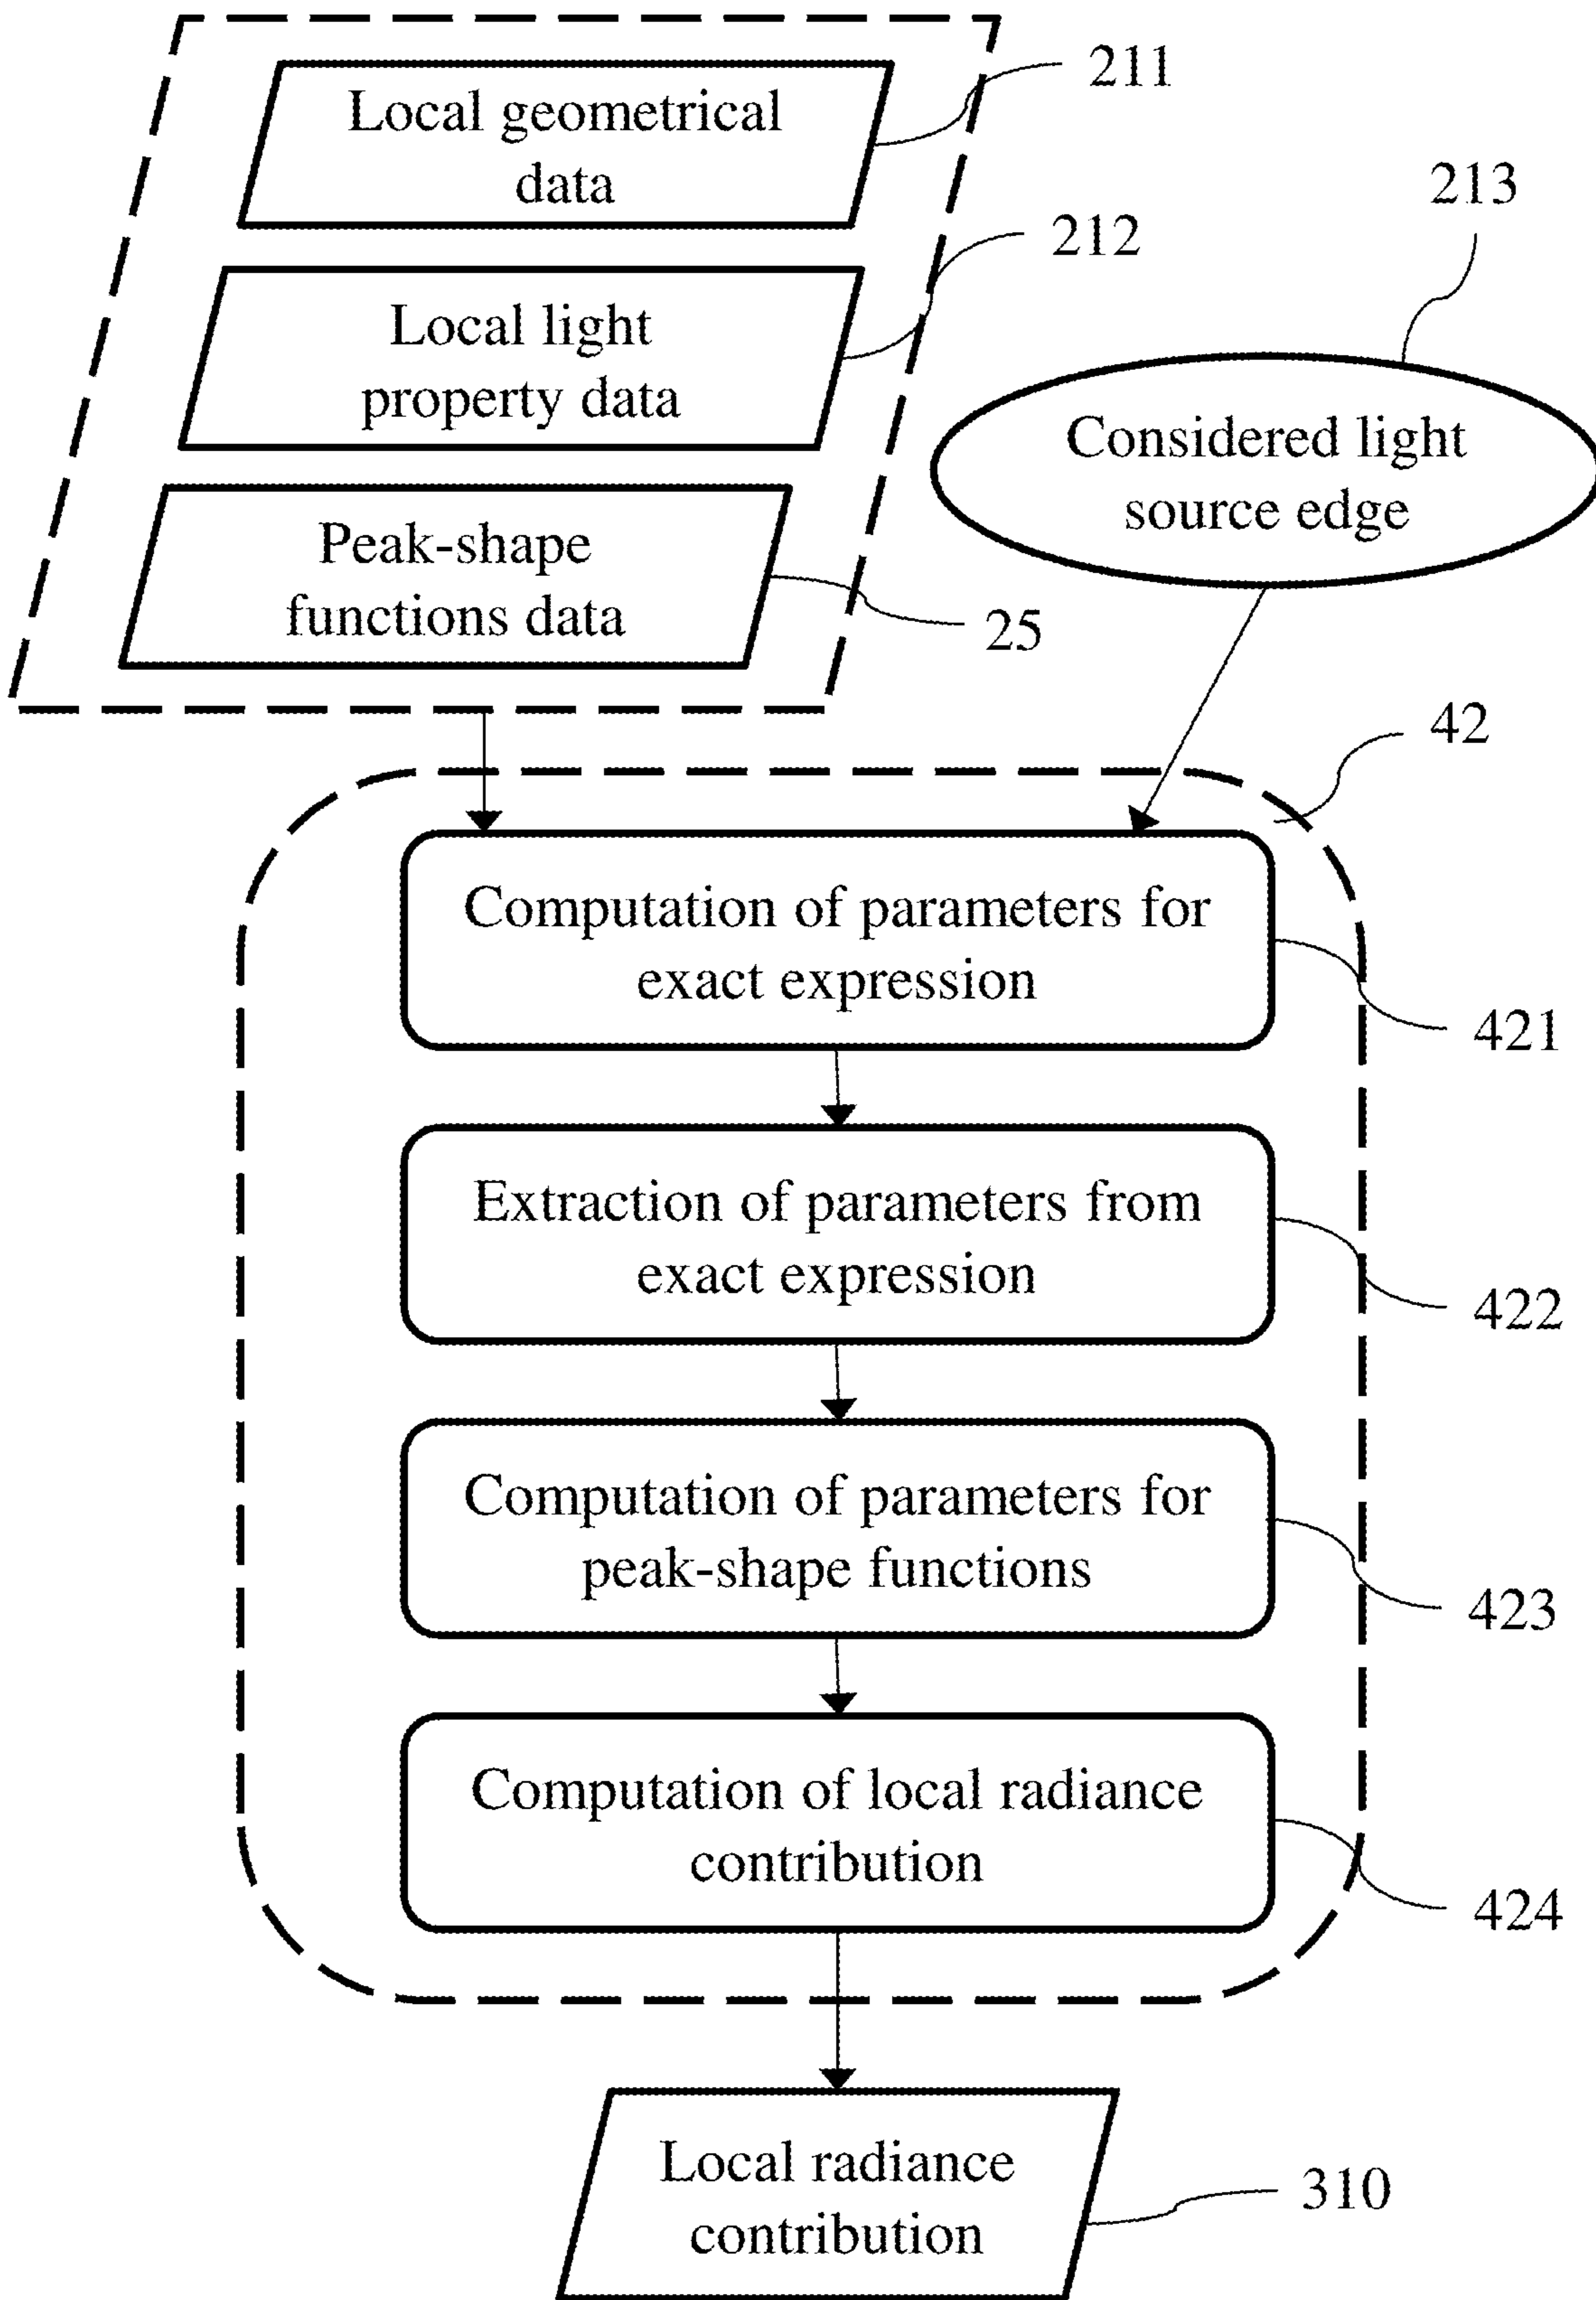 Local geometrical
data
211
Local light
property data
212
Peak-shape
functions data
25
213
Considered light
source edge
42
Computation of parameters for
exact expression
421
Extraction of parameters from
exact expression
422
Computation of parameters for
peak-shape functions
423
Computation of local radiance
contribution
424
Local radiance
contribution
310